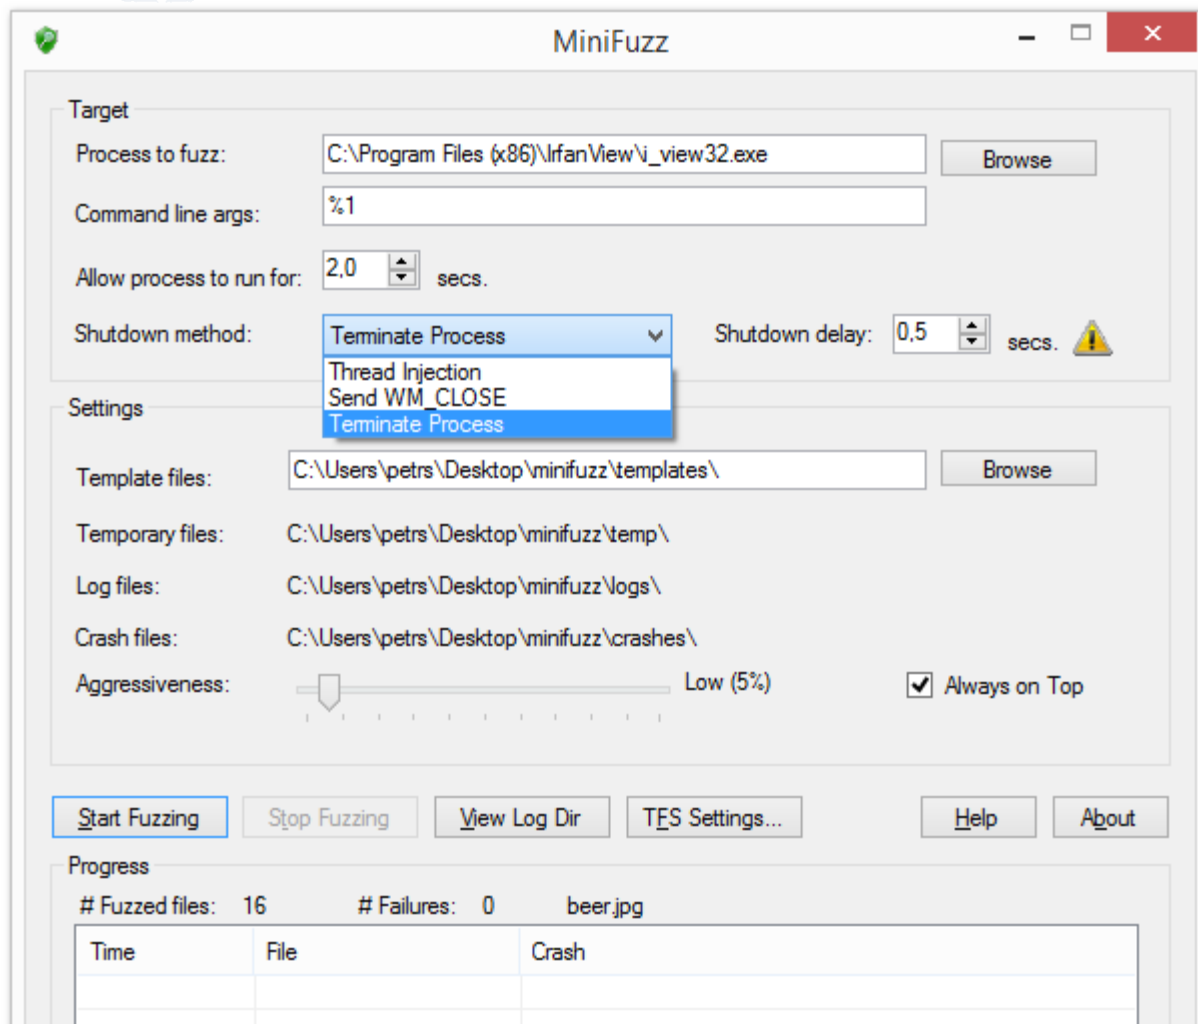 MiniFuzz
Target
Process to fuzz: C:\Program Files (x86)\IrfanView\i_view32.exe Browse
Command line args: %1
Allow process to run for: 2,0 secs.
Shutdown method: Terminate Process Shutdown delay: 0,5 secs.
Thread Injection
Send WM_CLOSE
Terminate Process
Settings
Template files: C:\Users\petrs\Desktop\minifuzz\templates\ Browse
Temporary files: C:\Users\petrs\Desktop\minifuzz\temp\
Log files: C:\Users\petrs\Desktop\minifuzz\logs\
Crash files: C:\Users\petrs\Desktop\minifuzz\crashes\
Aggressiveness: Low (5%) Always on Top
Start Fuzzing Stop Fuzzing View Log Dir TFS Settings... Help About
Progress
# Fuzzed files: 16 # Failures: 0 beer.jpg
Time File Crash